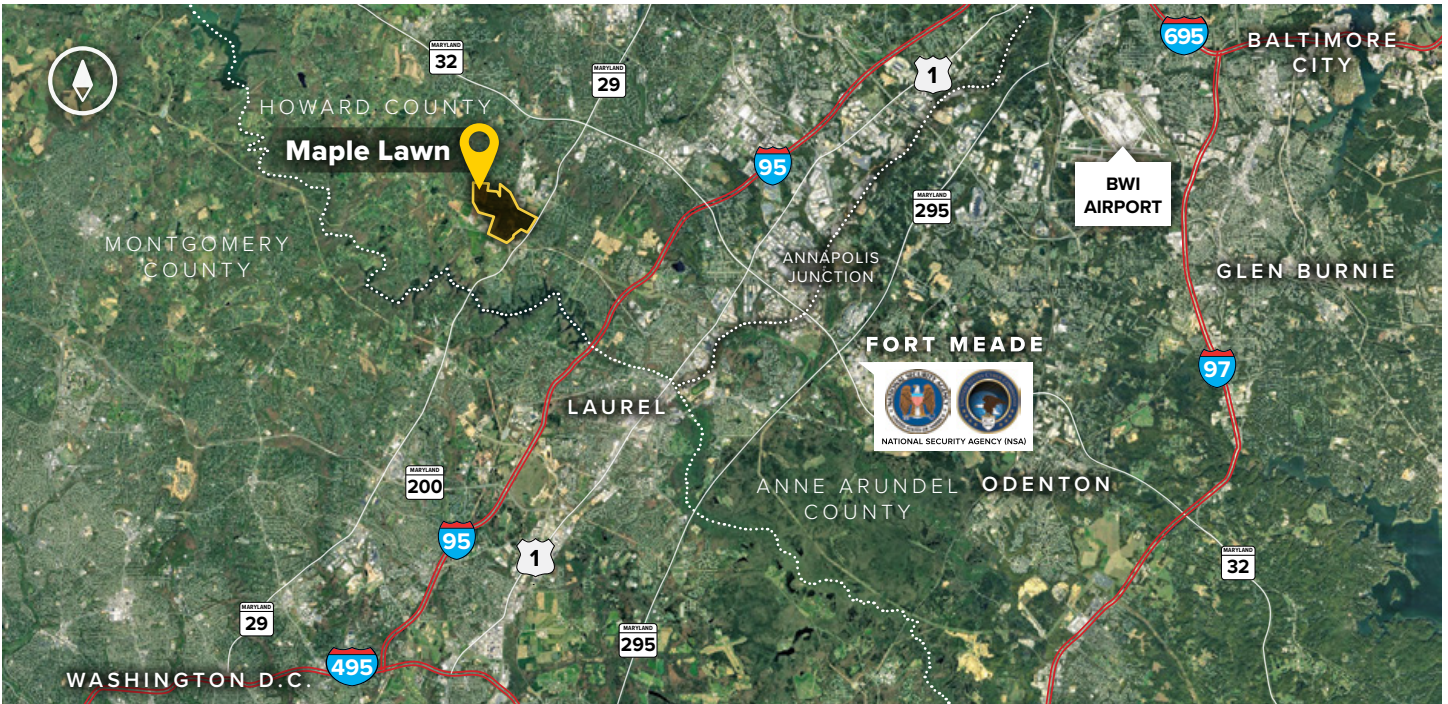 MARYLAND
32
MARYLAND
29
1
695
BALTIMORE
CITY
HOWARD COUNTY
Maple Lawn
95
MARYLAND
295
BWI
AIRPORT
MONTGOMERY
COUNTY
ANNAPOLIS
JUNCTION
GLEN BURNIE
FORT MEADE
97
NATIONAL SECURITY AGENCY (NSA)
LAUREL
MARYLAND
200
ANNE ARUNDEL
COUNTY
ODENTON
95
1
MARYLAND
32
MARYLAND
29
MARYLAND
295
495
WASHINGTON D.C.